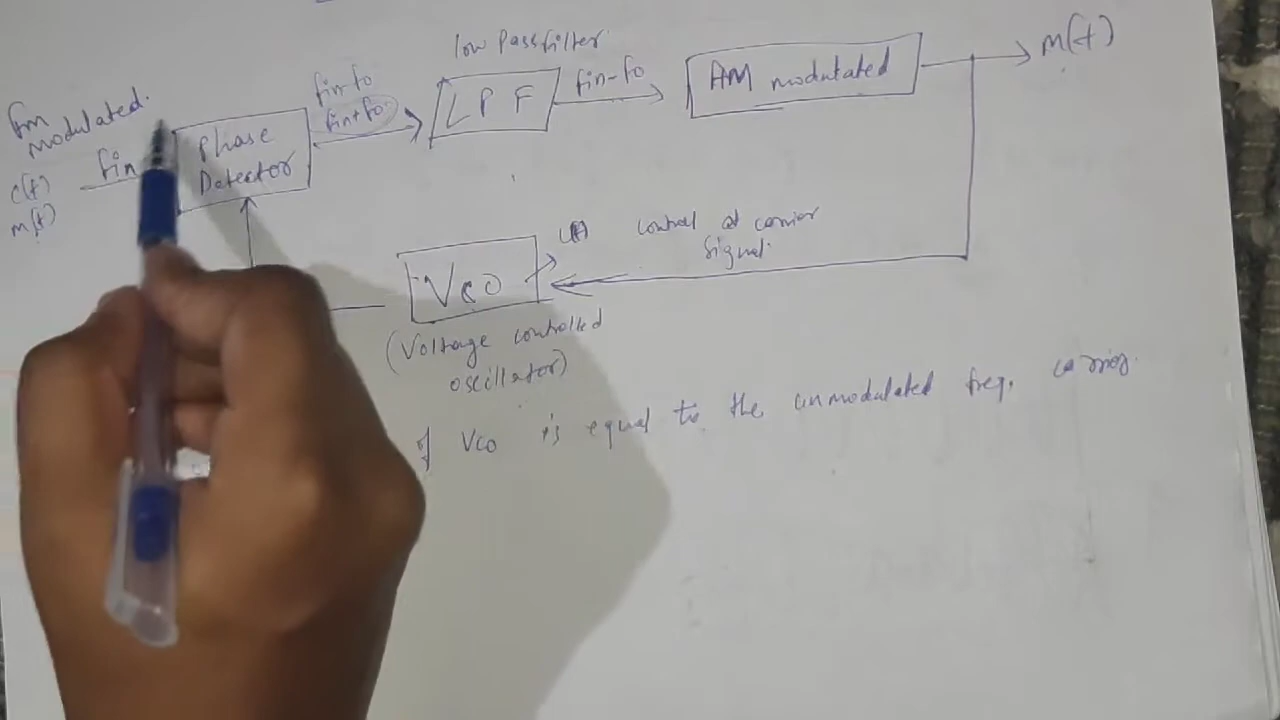 low Pass filter
fm
modulated.
fin
c(t)
m(t)
Phase
Detector
fin-fo
fin+fo
LPF
fin-fo
AM modulated
m(t)
VCO
control at carrier
signal.
(Voltage controlled
oscillator)
of VCO is equal to the unmodulated freq. carrier.